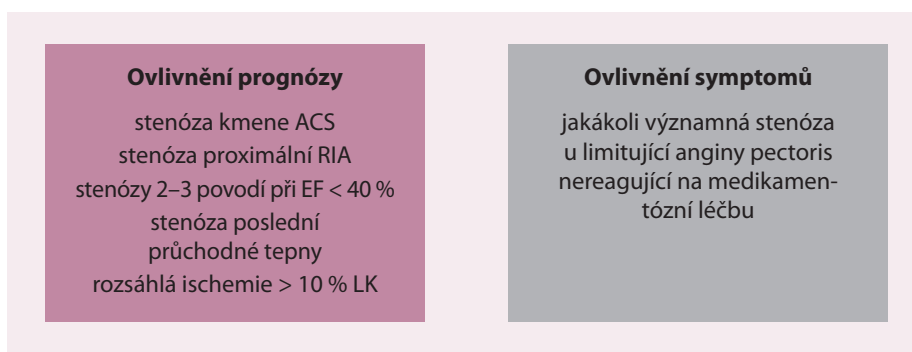 Ovlivnění prognózy
stenóza kmene ACS
stenóza proximální RIA
stenózy 2–3 povodí při EF < 40 %
stenóza poslední
průchodné tepny
rozsáhlá ischemie > 10 % LK
Ovlivnění symptomů
jakákoli významná stenóza
u limitující anginy pectoris
nereagující na medikamen-
tózní léčbu